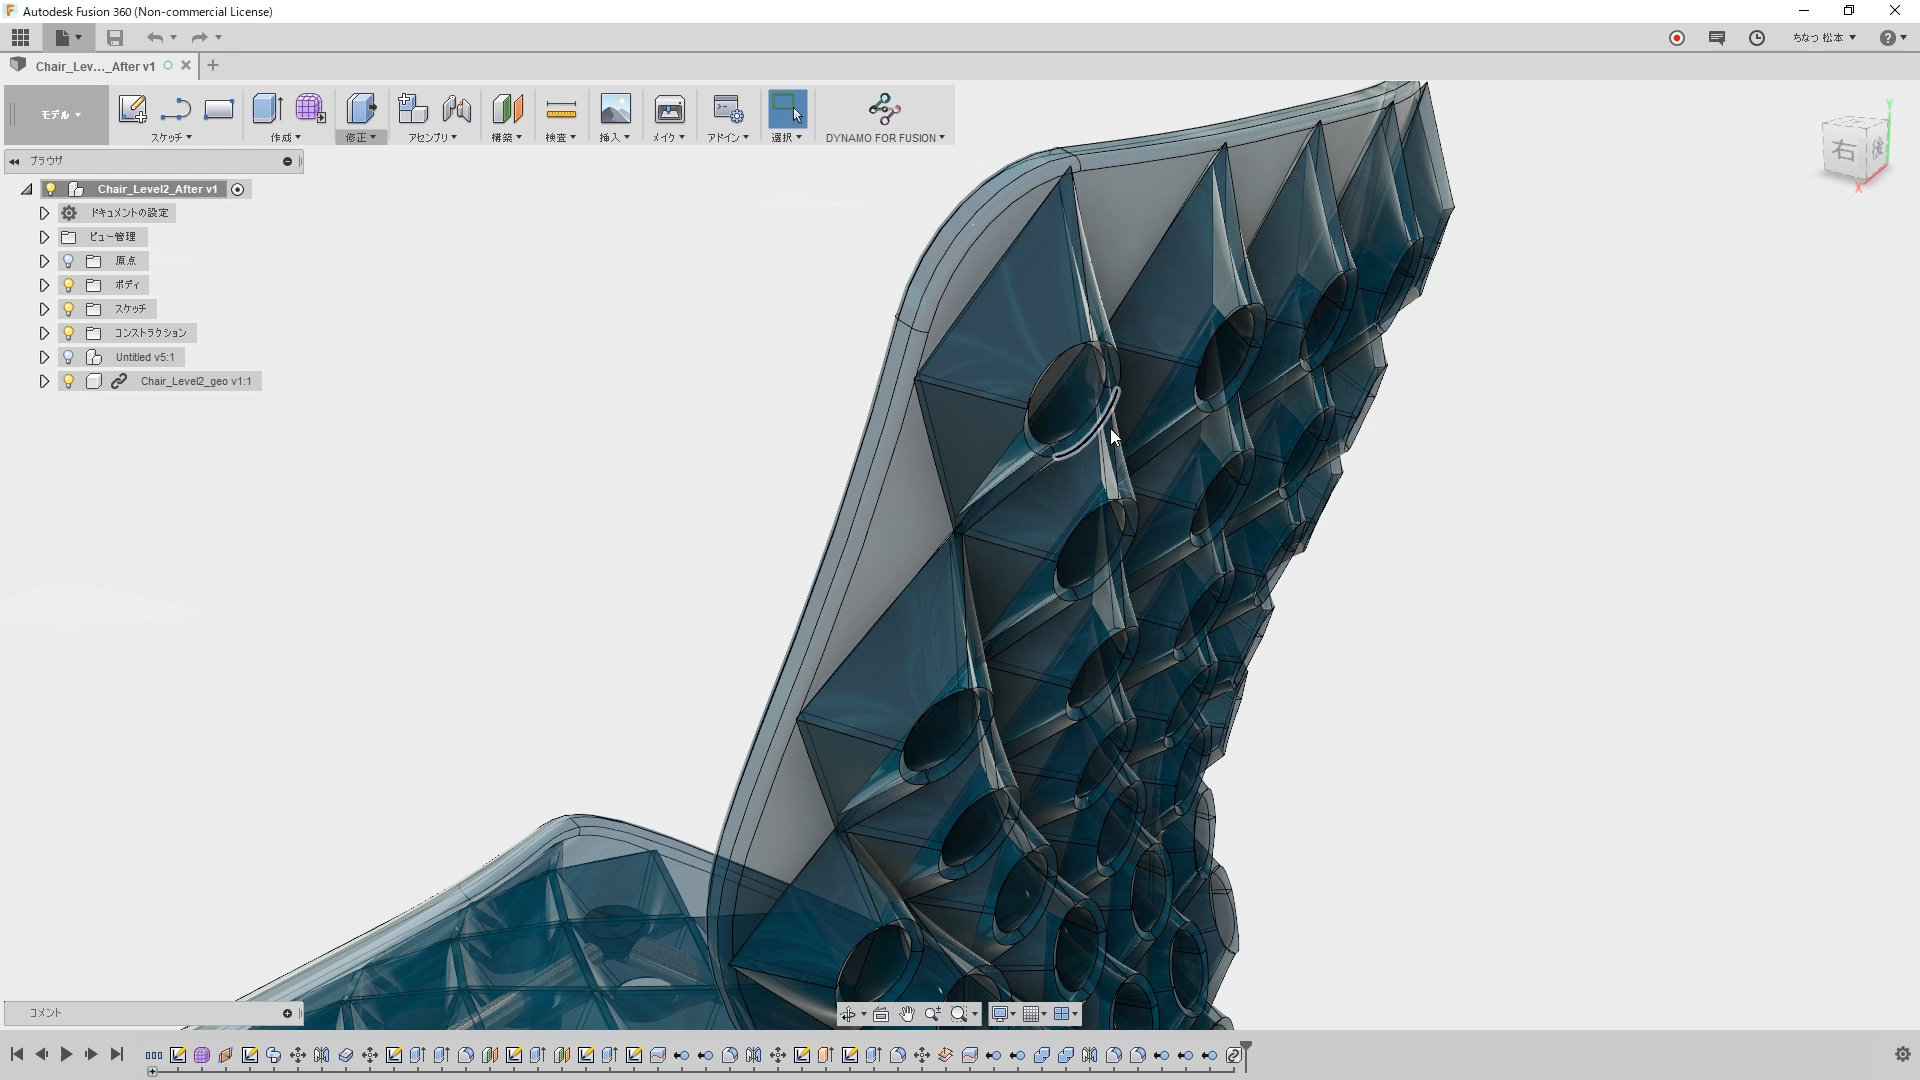 Autodesk Fusion 360 (Non-commercial License)
ちなつ 松本
Chair_Lev..._After v1
モデル
スケッチ
作成
修正
アセンブリ
構築
検査
挿入
メイク
アドイン
選択
DYNAMO FOR FUSION
ブラウザ
Chair_Level2_After v1
ドキュメントの設定
ビュー管理
原点
ボディ
スケッチ
コンストラクション
Untitled v5:1
Chair_Level2_geo v1:1
Y
右
後
X
コメント